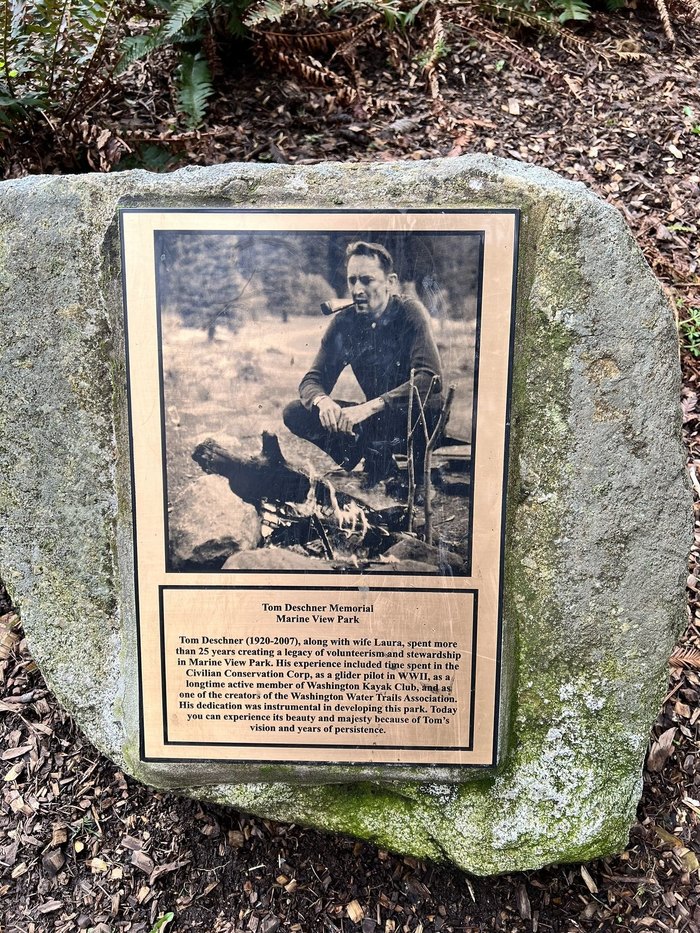 Tom Deschner Memorial
Marine View Park
Tom Deschner (1920-2007), along with wife Laura, spent more
than 25 years creating a legacy of volunteerism and stewardship
in Marine View Park. His experience included time spent in the
Civilian Conservation Corp, as a glider pilot in WWII, as a
longtime active member of Washington Kayak Club, and as
one of the creators of the Washington Water Trails Association.
His dedication was instrumental in developing this park. Today
you can experience its beauty and majesty because of Tom's
vision and years of persistence.